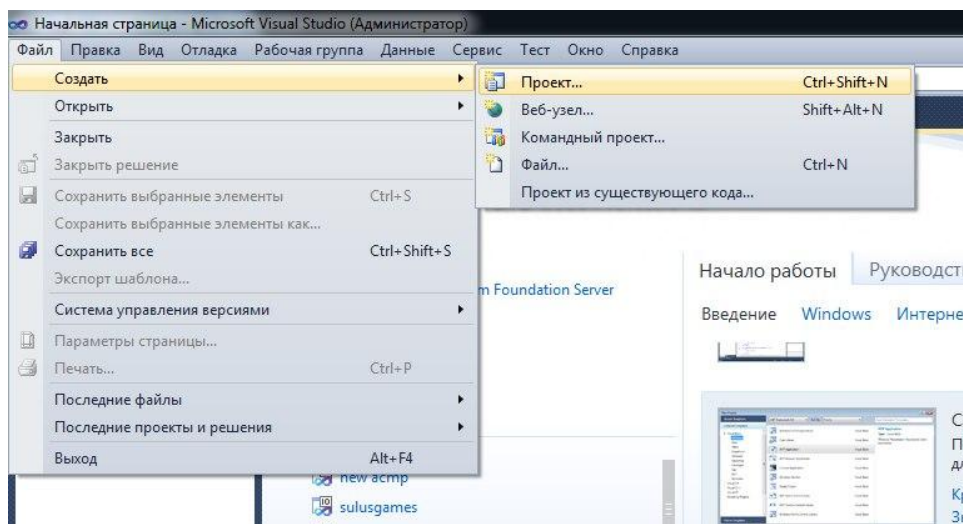 Начальная страница - Microsoft Visual Studio (Администратор)
Файл Правка Вид Отладка Рабочая группа Данные Сервис Тест Окно Справка
Создать
Открыть
Закрыть
Закрыть решение
Сохранить выбранные элементы Ctrl+S
Сохранить выбранные элементы как...
Сохранить все Ctrl+Shift+S
Экспорт шаблона...
Система управления версиями
Параметры страницы...
Печать... Ctrl+P
Последние файлы
Последние проекты и решения
Выход Alt+F4
Проект... Ctrl+Shift+N
Веб-узел... Shift+Alt+N
Командный проект...
Файл... Ctrl+N
Проект из существующего кода...
m Foundation Server
new acmp
sulusgames
Начало работы Руководст
Введение Windows Интерне